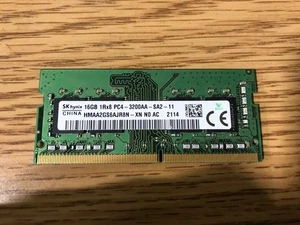 SK hynix 16GB 1Rx8 PC4-3200AA-SA2-11
CHINA HMAA2GS6AJR8N-XN N0 AC 2114